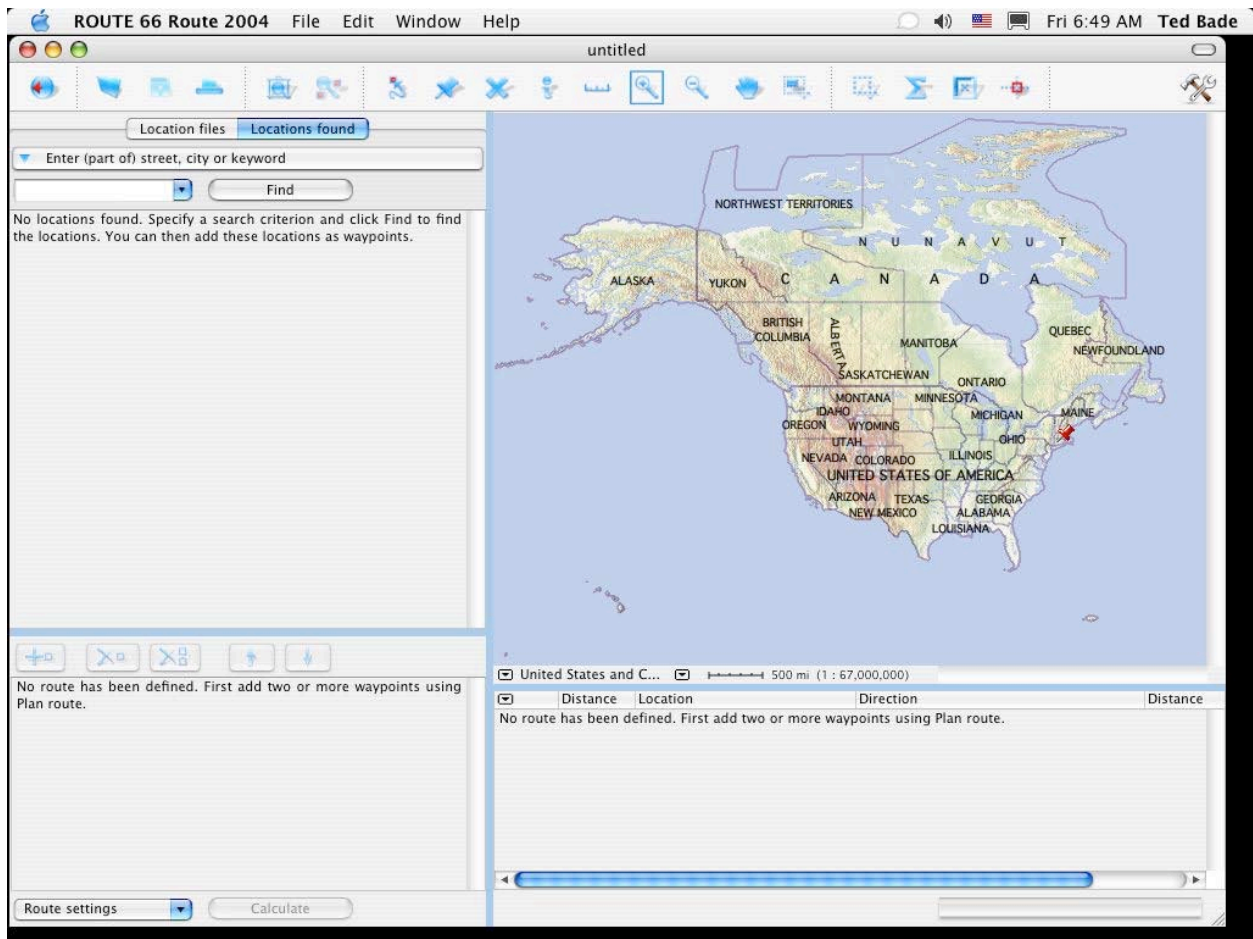 ROUTE 66 Route 2004 File Edit Window Help Fri 6:49 AM Ted Bade
untitled
Location files Locations found
Enter (part of) street, city or keyword
Find
No locations found. Specify a search criterion and click Find to find
the locations. You can then add these locations as waypoints.
NORTHWEST TERRITORIES
NUNAVUT
ALASKA
YUKON
CANADA
BRITISH
COLUMBIA
ALBERTA
MANITOBA
QUEBEC
NEWFOUNDLAND
SASKATCHEWAN
ONTARIO
MONTANA
MINNESOTA
IDAHO
MICHIGAN
MAINE
OREGON
WYOMING
UTAH
OHIO
NEVADA
COLORADO
ILLINOIS
UNITED STATES OF AMERICA
ARIZONA
TEXAS
GEORGIA
NEW MEXICO
ALABAMA
LOUISIANA
United States and C... 500 mi (1 : 67,000,000)
No route has been defined. First add two or more waypoints using
Plan route.
Distance Location Direction Distance
No route has been defined. First add two or more waypoints using Plan route.
Route settings Calculate